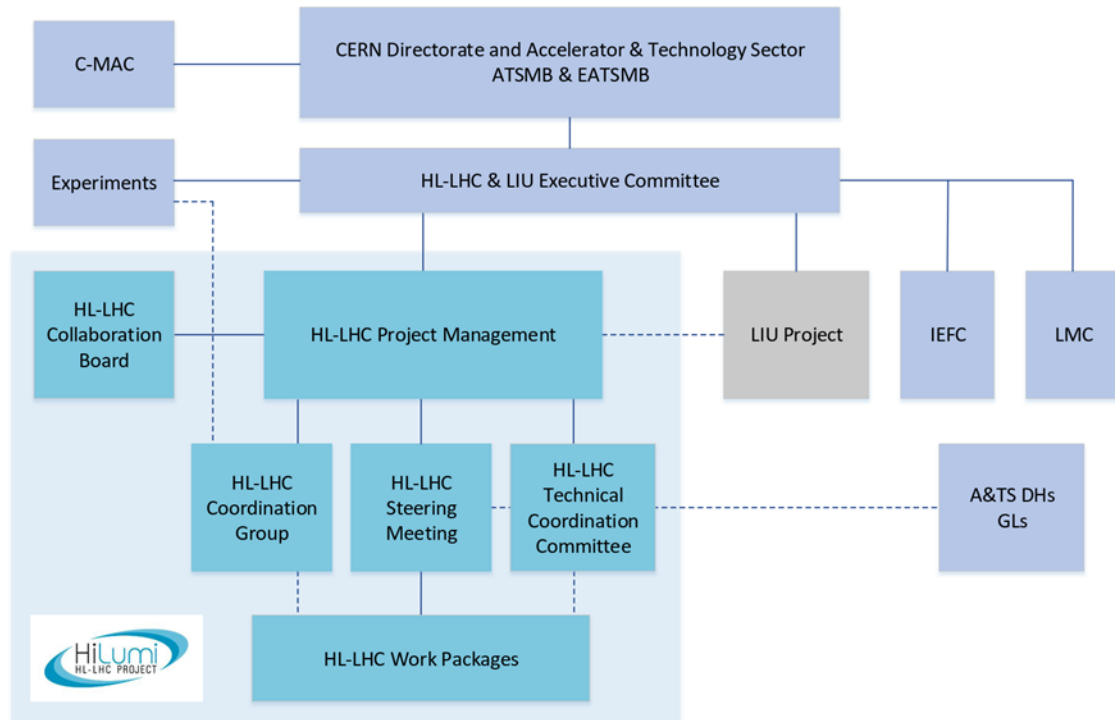 C-MAC
CERN Directorate and Accelerator & Technology Sector
ATSMB & EATSMB
Experiments
HL-LHC & LIU Executive Committee
HL-LHC
Collaboration
Board
HL-LHC Project Management
LIU Project
IEFC
LMC
HL-LHC
Coordination
Group
HL-LHC
Steering
Meeting
HL-LHC
Technical
Coordination
Committee
A&TS DHs
GLs
HiLumi
HL-LHC PROJECT
HL-LHC Work Packages